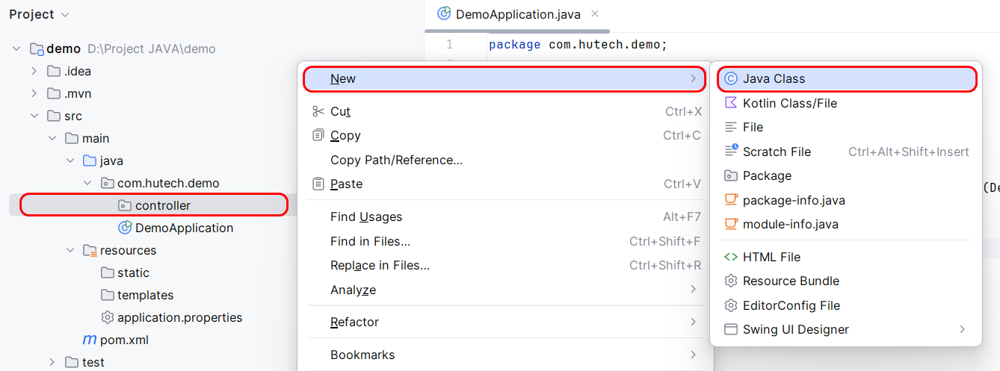 Project
demo D:\Project JAVA\demo
.idea
.mvn
src
main
java
com.hutech.demo
controller
DemoApplication
resources
static
templates
application.properties
pom.xml
test
DemoApplication.java
1 package com.hutech.demo;
New
Cut Ctrl+X
Copy Ctrl+C
Copy Path/Reference...
Paste Ctrl+V
Find Usages Alt+F7
Find in Files... Ctrl+Shift+F
Replace in Files... Ctrl+Shift+R
Analyze
Refactor
Bookmarks
Java Class
Kotlin Class/File
File
Scratch File Ctrl+Alt+Shift+Insert
Package
package-info.java
module-info.java
HTML File
Resource Bundle
EditorConfig File
Swing UI Designer
(De